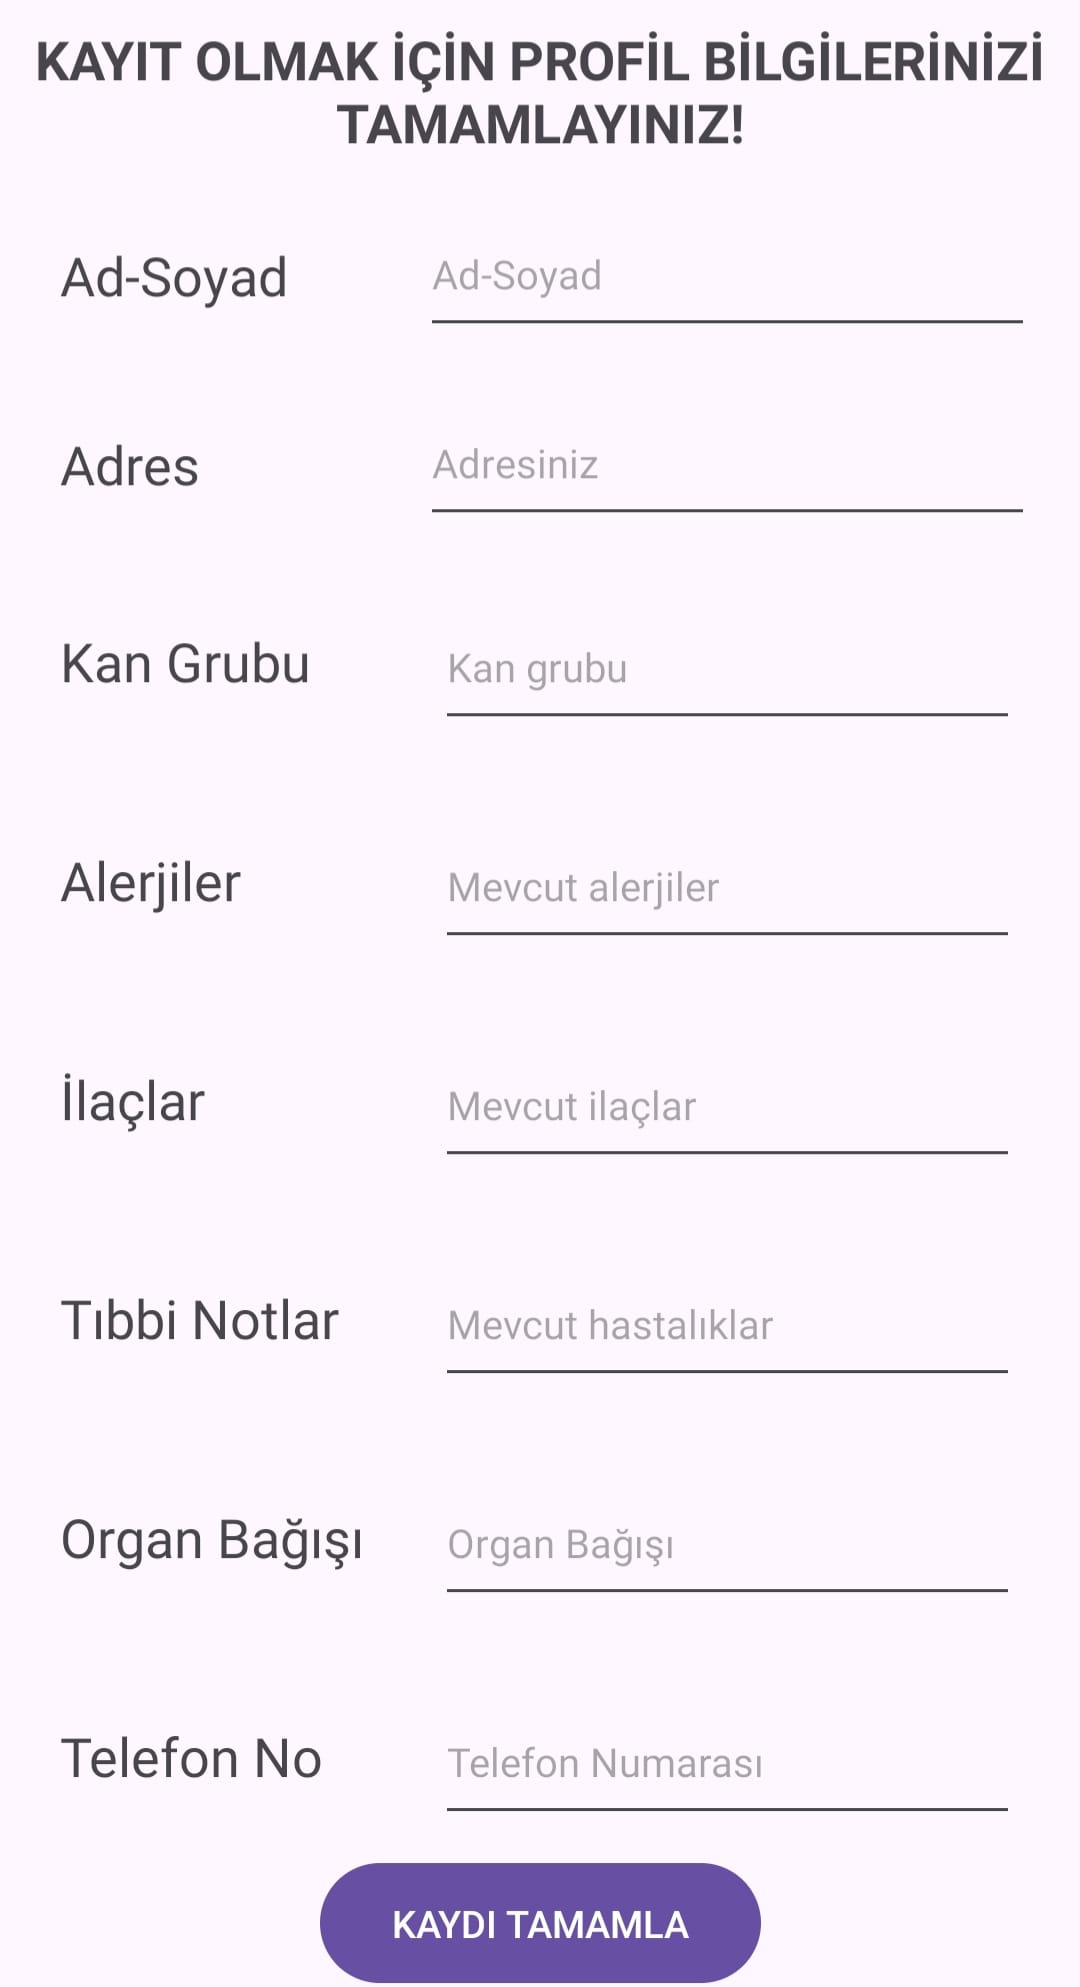 KAYIT OLMAK İÇİN PROFİL BİLGİLERİNİZİ
TAMAMLAYINIZ!
Ad-Soyad Ad-Soyad
Adres Adresiniz
Kan Grubu Kan grubu
Alerjiler Mevcut alerjiler
İlaçlar Mevcut ilaçlar
Tıbbi Notlar Mevcut hastalıklar
Organ Bağışı Organ Bağışı
Telefon No Telefon Numarası
KAYDI TAMAMLA